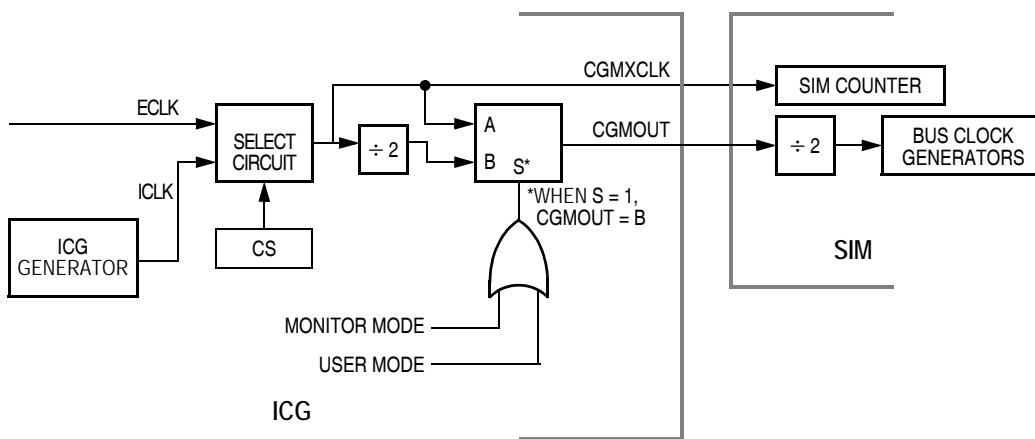 CGMXCLK
SIM COUNTER
ECLK
SELECT
CIRCUIT
÷ 2
A
B
S*
CGMOUT
÷ 2
BUS CLOCK
GENERATORS
ICLK
*WHEN S = 1,
CGMOUT = B
ICG
GENERATOR
CS
SIM
MONITOR MODE
USER MODE
ICG